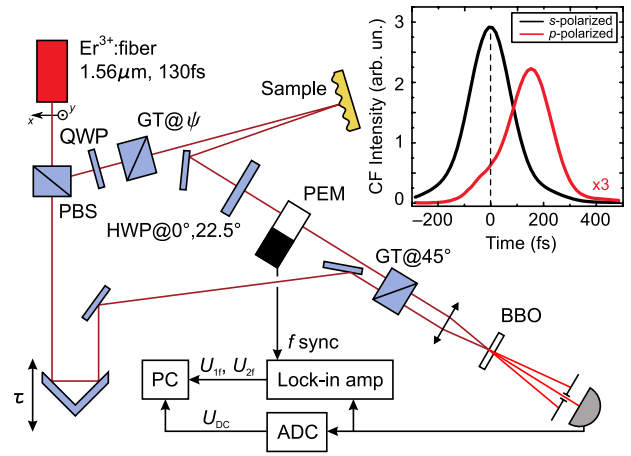 Er³⁺:fiber
1.56μm, 130fs
x
y
QWP
GT@ψ
Sample
PBS
HWP@0°,22.5°
PEM
GT@45°
BBO
τ
f sync
PC
U1f, U2f
Lock-in amp
UDC
ADC
CF Intensity (arb. un.)
3
2
1
0
s-polarized
p-polarized
x3
-200
0
200
400
Time (fs)